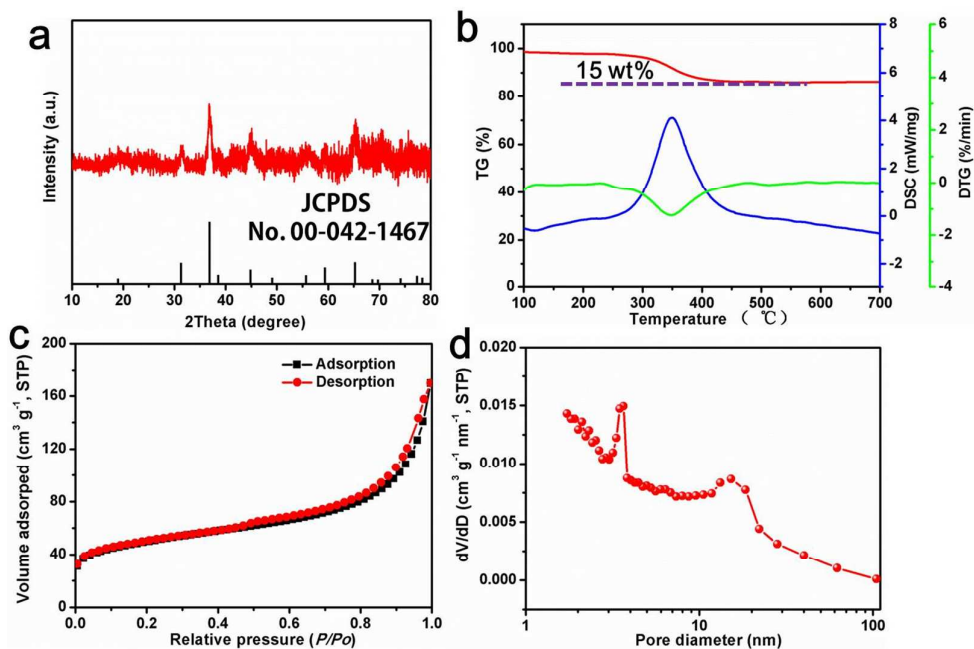 a
Intensity (a.u.)
JCPDS
No. 00-042-1467
10 20 30 40 50 60 70 80
2Theta (degree)
b
100
80
60
40
20
0
TG (%)
15 wt%
8
6
4
2
0
-2
DSC (mW/mg)
6
4
2
0
-2
-4
DTG (%/min)
100 200 300 400 500 600 700
Temperature ( ℃)
c
200
160
120
80
40
0
Volume adsorped (cm³ g⁻¹, STP)
Adsorption
Desorption
0.0 0.2 0.4 0.6 0.8 1.0
Relative pressure (P/Po)
d
0.020
0.015
0.010
0.005
0.000
dV/dD (cm³ g⁻¹ nm⁻¹, STP)
1 10 100
Pore diameter (nm)